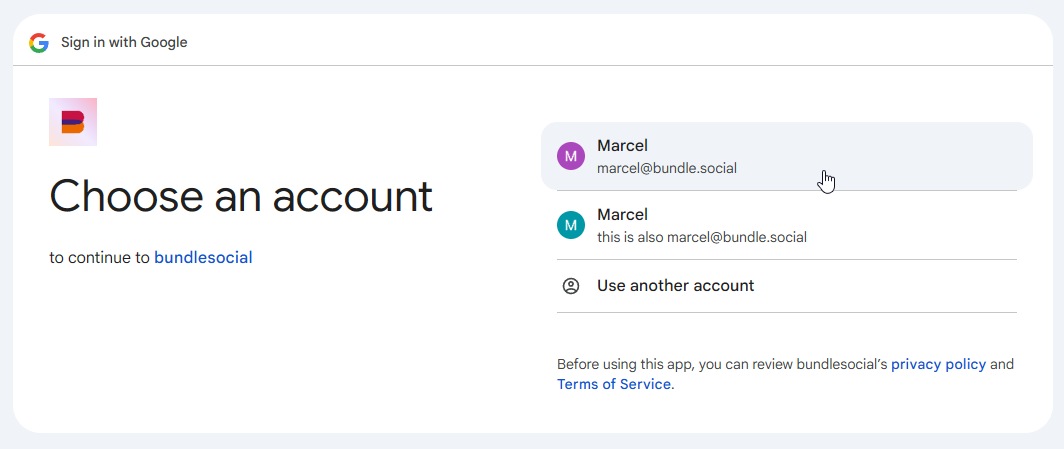 Sign in with Google
B
Choose an account
to continue to bundlesocial
M
Marcel
marcel@bundle.social
M
Marcel
this is also marcel@bundle.social
Use another account
Before using this app, you can review bundlesocial’s privacy policy and
Terms of Service.